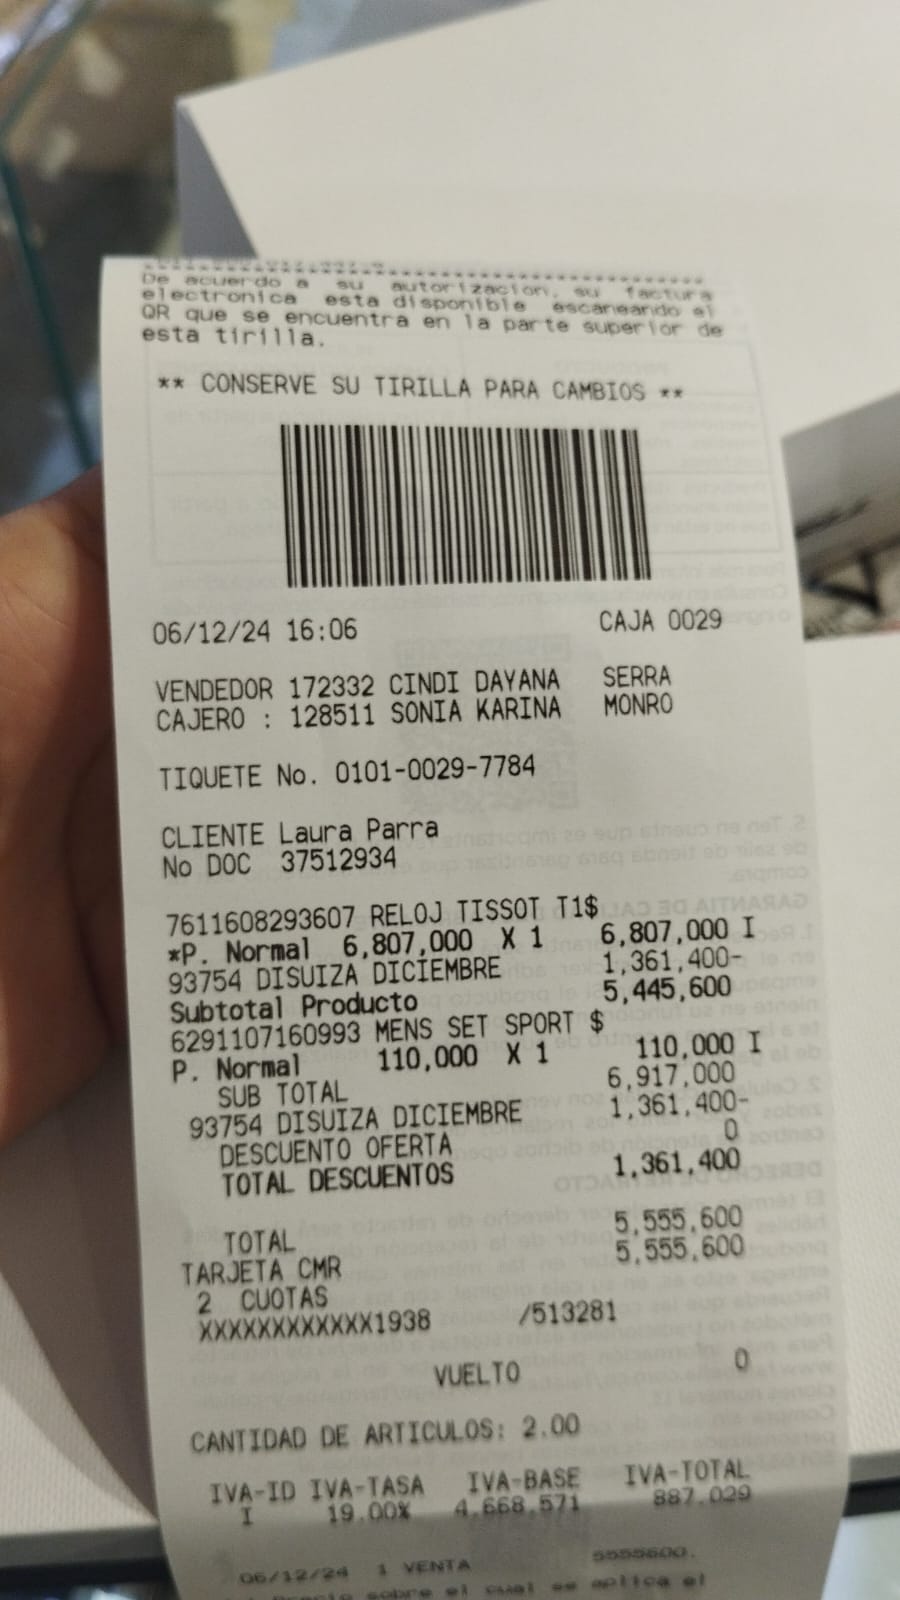 De acuerdo a su autorizacion, su factura
electronica esta disponible escaneando el
QR que se encuentra en la parte superior de
esta tirilla.
** CONSERVE SU TIRILLA PARA CAMBIOS **
06/12/24 16:06 CAJA 0029
VENDEDOR 172332 CINDI DAYANA SERRA
CAJERO : 128511 SONIA KARINA MONRO
TIQUETE No. 0101-0029-7784
CLIENTE Laura Parra
No DOC 37512934
7611608293607 RELOJ TISSOT T1$
*P. Normal 6,807,000 X 1 6,807,000 I
93754 DISUIZA DICIEMBRE 1,361,400-
Subtotal Producto 5,445,600
6291107160993 MENS SET SPORT $
P. Normal 110,000 X 1 110,000 I
SUB TOTAL 6,917,000
93754 DISUIZA DICIEMBRE 1,361,400-
DESCUENTO OFERTA 0
TOTAL DESCUENTOS 1,361,400
TOTAL 5,555,600
TARJETA CMR 5,555,600
2 CUOTAS
XXXXXXXXXXXX1938 /513281
VUELTO 0
CANTIDAD DE ARTICULOS: 2.00
IVA-ID IVA-TASA IVA-BASE IVA-TOTAL
I 19.00% 4,668,571 887,029
06/12/24 1 VENTA 5555600.
sobre el cual se aplica el